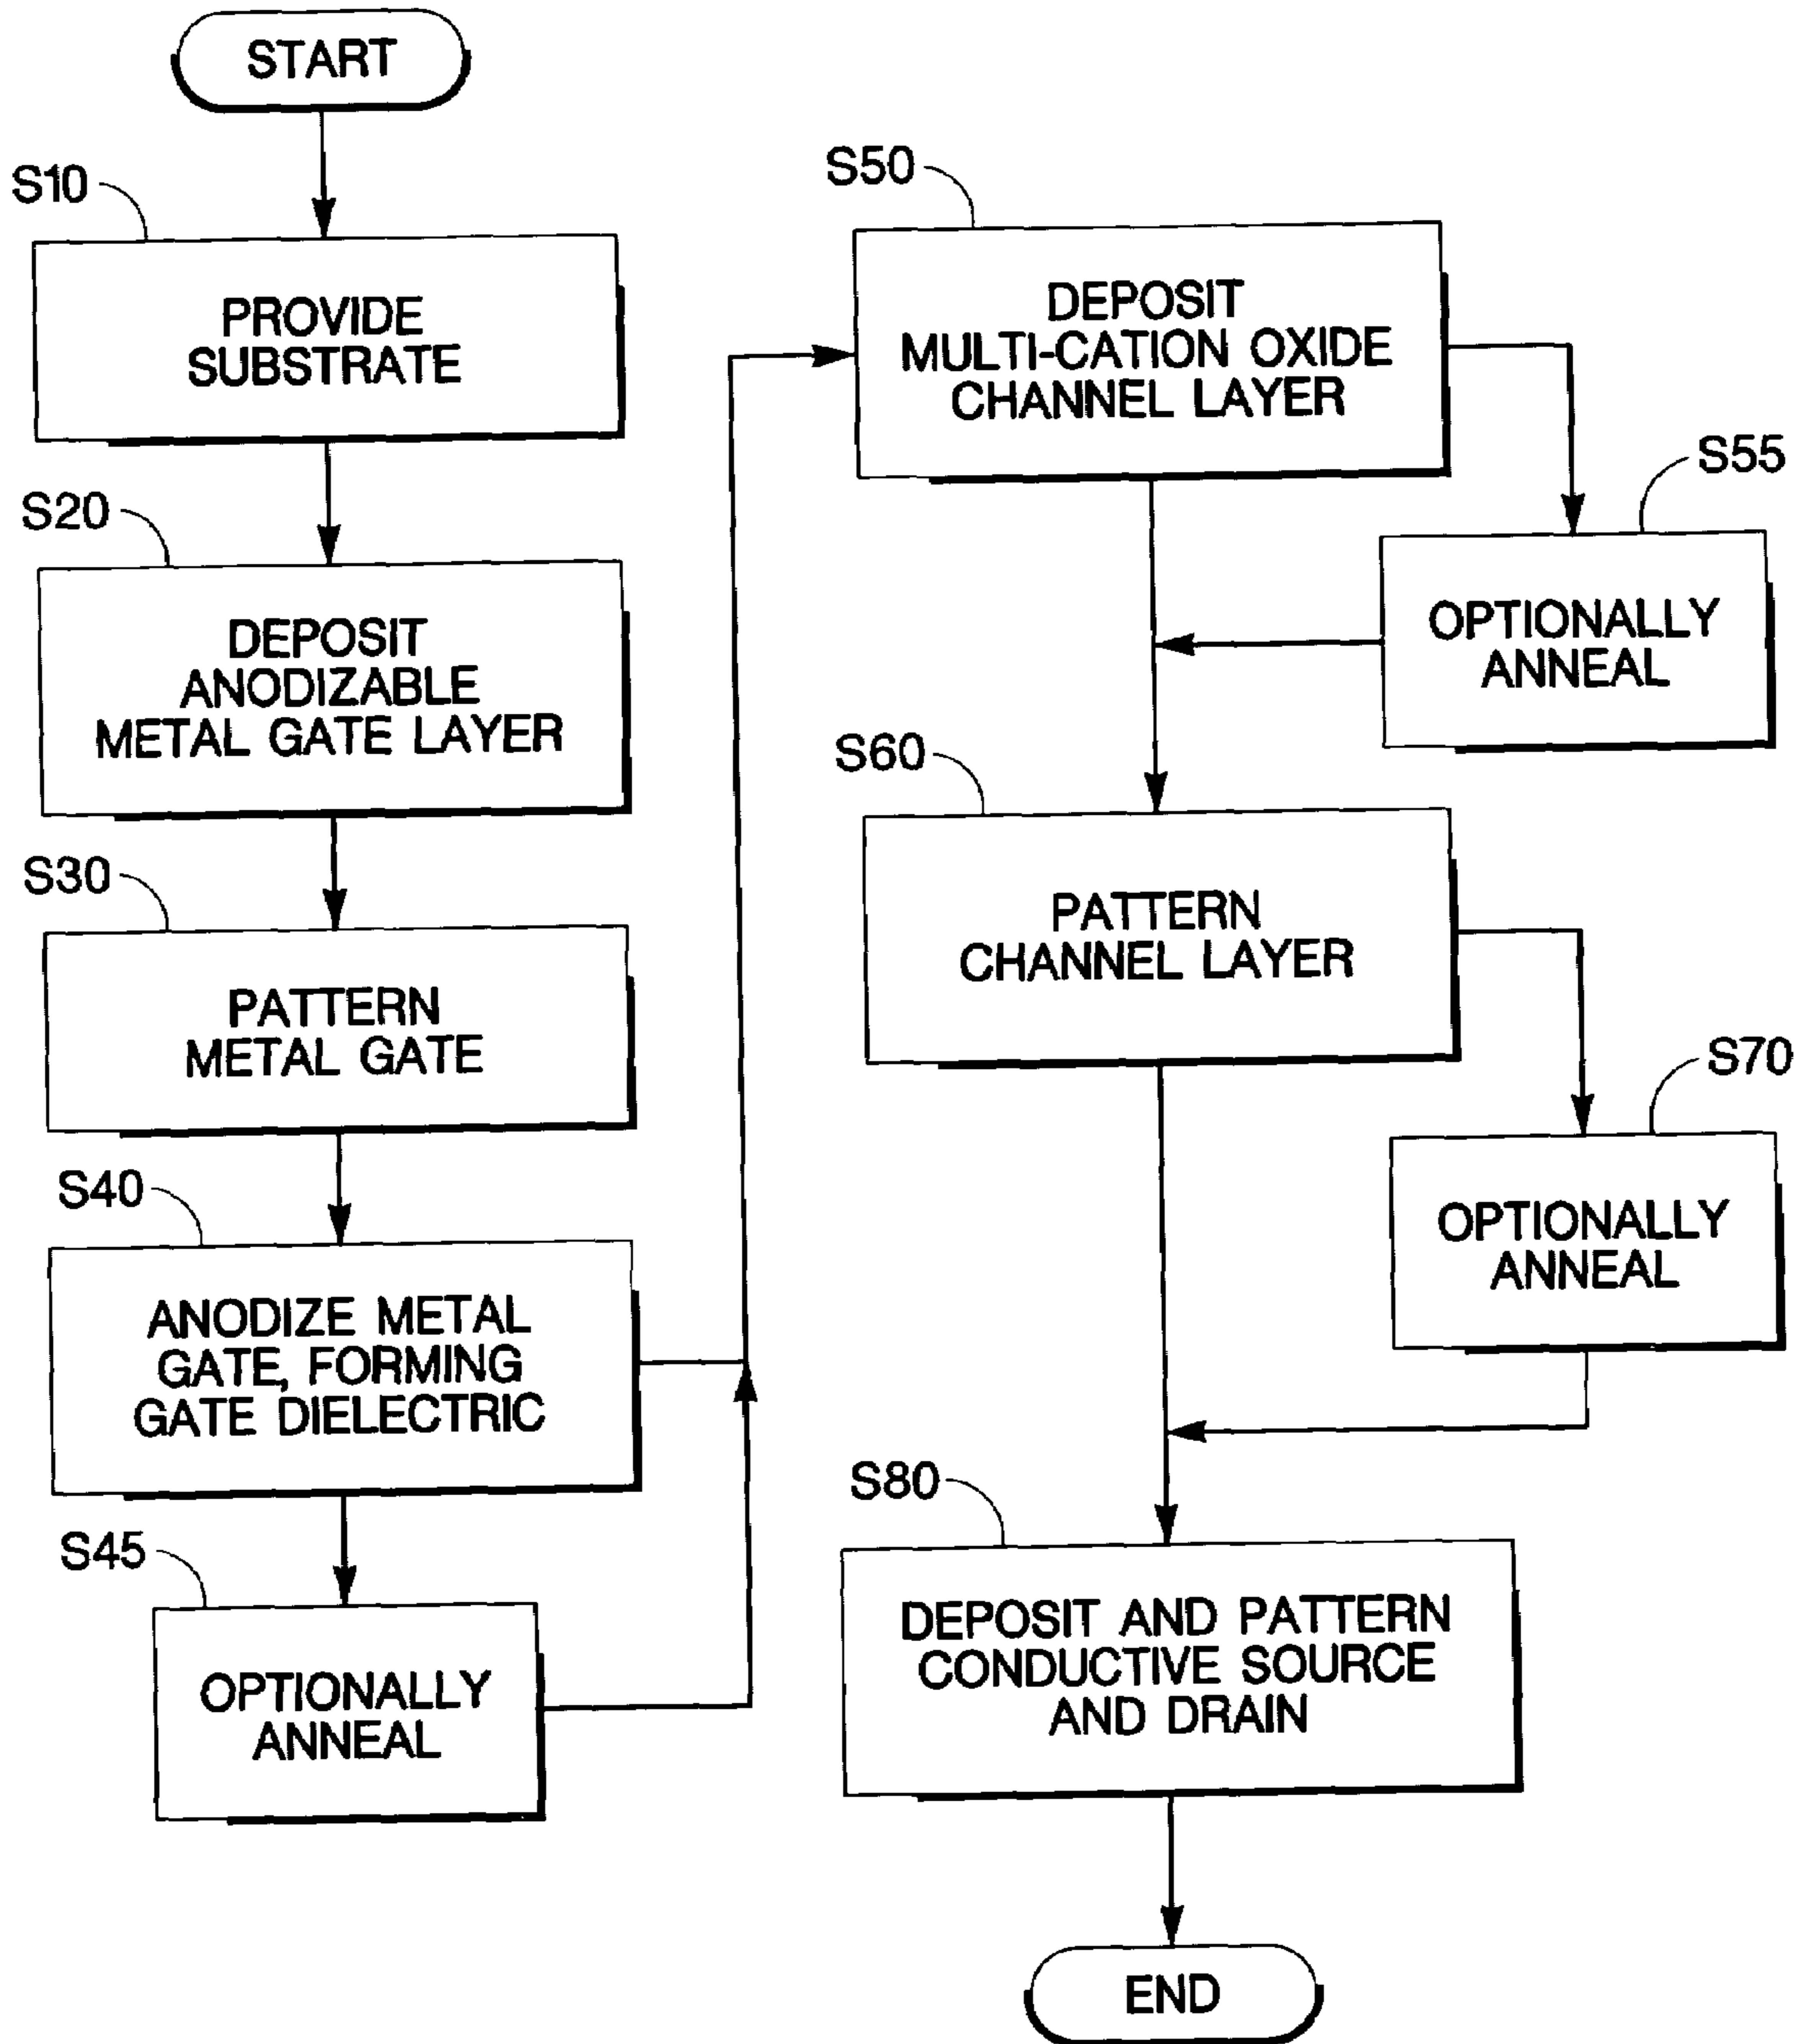 START
S10
PROVIDE
SUBSTRATE
S20
DEPOSIT
ANODIZABLE
METAL GATE LAYER
S30
PATTERN
METAL GATE
S40
ANODIZE METAL
GATE, FORMING
GATE DIELECTRIC
S45
OPTIONALLY
ANNEAL
S50
DEPOSIT
MULTI-CATION OXIDE
CHANNEL LAYER
S55
OPTIONALLY
ANNEAL
S60
PATTERN
CHANNEL LAYER
S70
OPTIONALLY
ANNEAL
S80
DEPOSIT AND PATTERN
CONDUCTIVE SOURCE
AND DRAIN
END